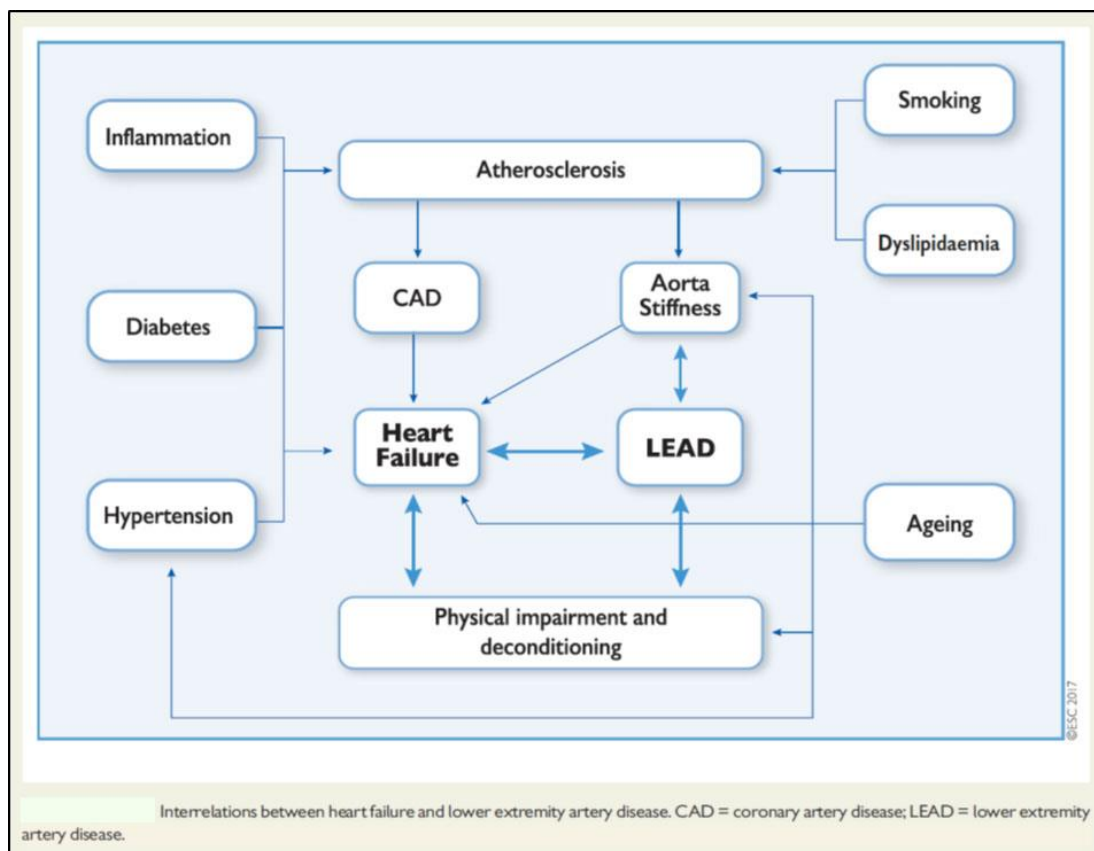 Smoking
Inflammation
Atherosclerosis
Dyslipidaemia
CAD
Aorta
Stiffness
Diabetes
Heart
Failure
LEAD
Hypertension
Ageing
Physical impairment and
deconditioning
©ESC 2017
Interrelations between heart failure and lower extremity artery disease. CAD = coronary artery disease; LEAD = lower extremity
artery disease.